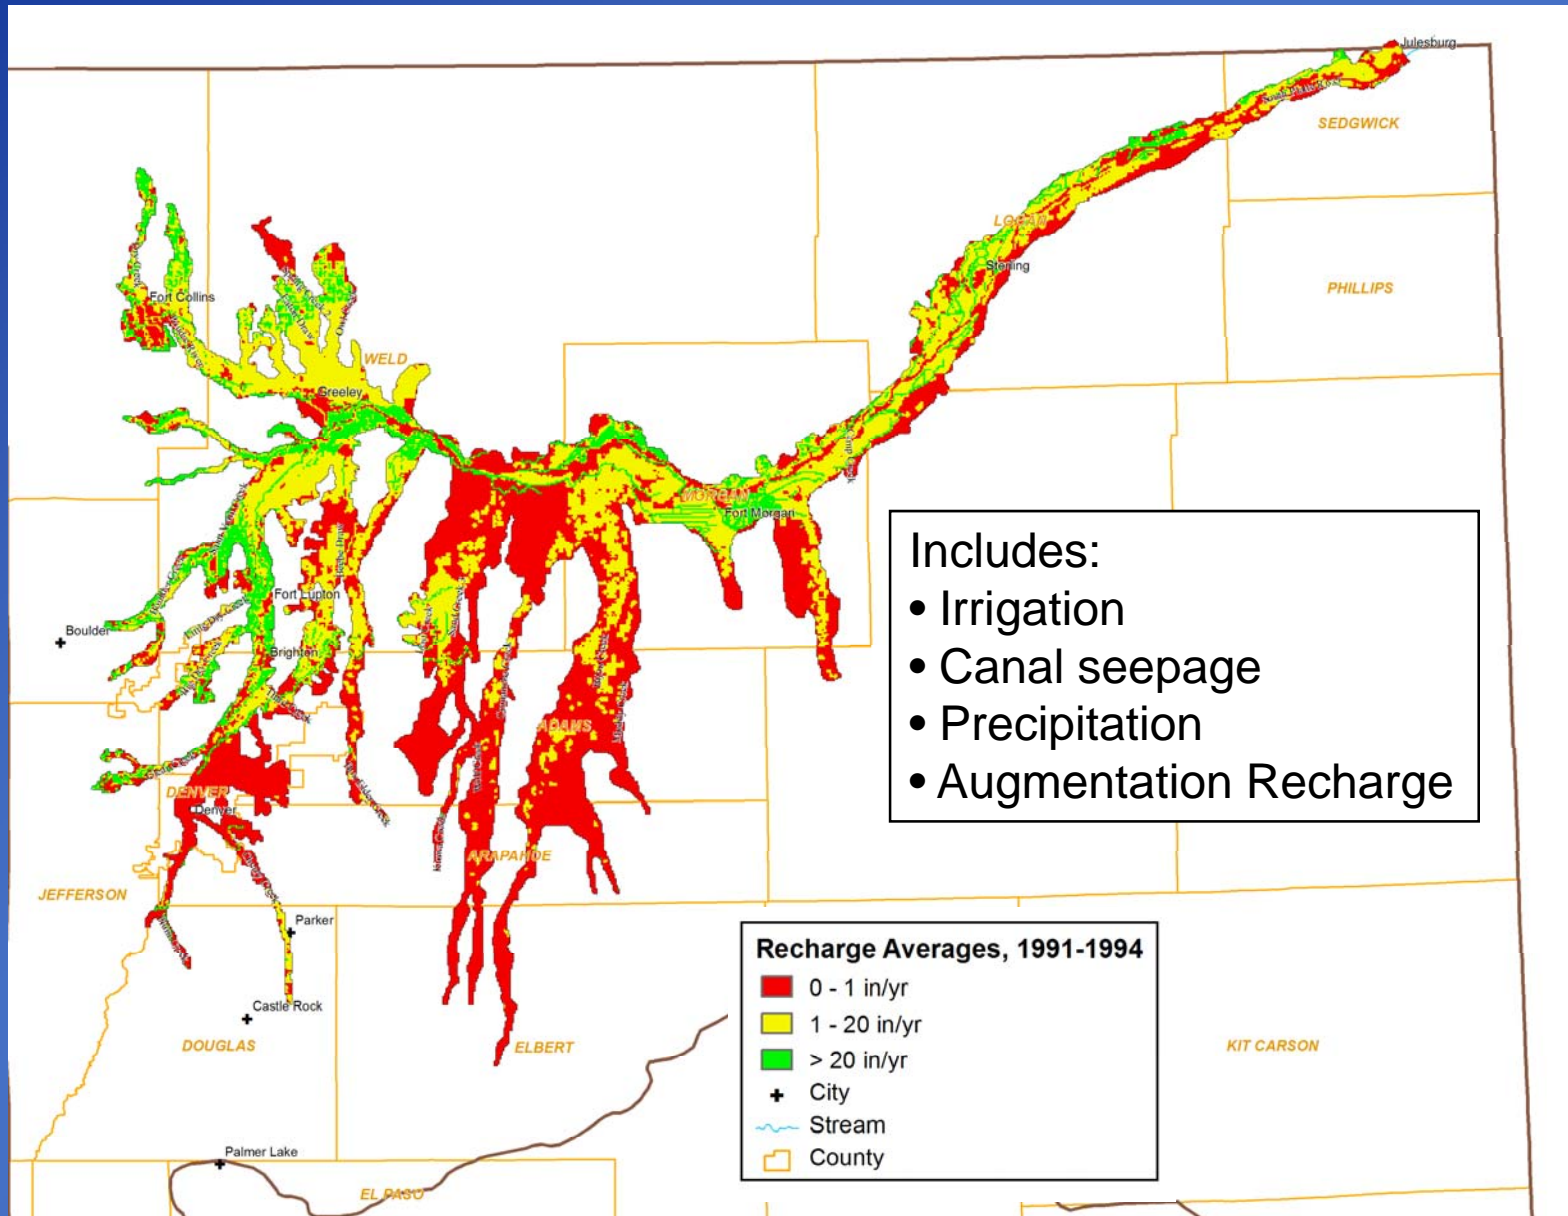 Julesburg
SEDGWICK
LOGAN
Sterling
PHILLIPS
Fort Collins
WELD
Greeley
MORGAN
Fort Morgan
Fort Lupton
Boulder
Brighton
ADAMS
DENVER
Denver
ARAPAHOE
JEFFERSON
Parker
Castle Rock
DOUGLAS
ELBERT
KIT CARSON
Palmer Lake
EL PASO
Includes:
• Irrigation
• Canal seepage
• Precipitation
• Augmentation Recharge
Recharge Averages, 1991-1994
0 - 1 in/yr
1 - 20 in/yr
> 20 in/yr
City
Stream
County